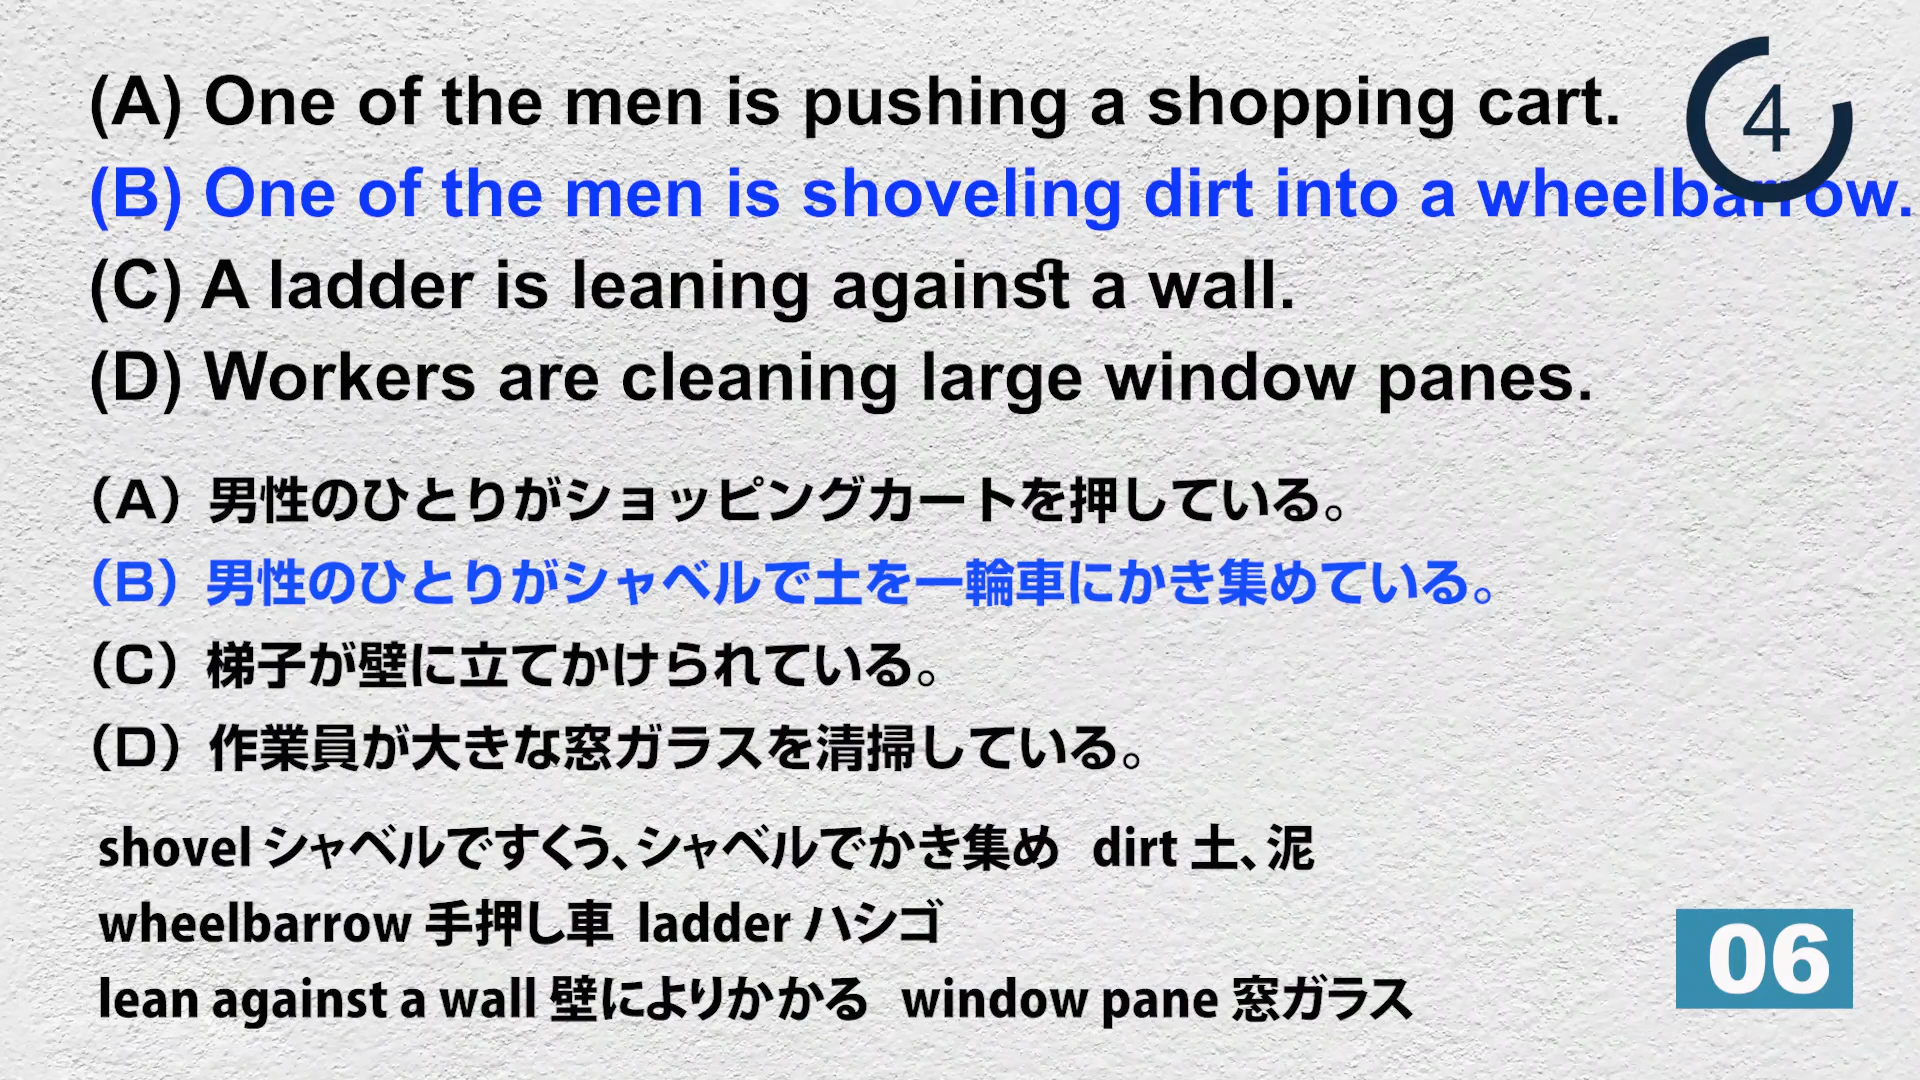 (A) One of the men is pushing a shopping cart.
4
(B) One of the men is shoveling dirt into a wheelbarrow.
(C) A ladder is leaning against a wall.
(D) Workers are cleaning large window panes.
（A）男性のひとりがショッピングカートを押している。
（B）男性のひとりがシャベルで土を一輪車にかき集めている。
（C）梯子が壁に立てかけられている。
（D）作業員が大きな窓ガラスを清掃している。
shovel シャベルですくう、シャベルでかき集め dirt 土、泥
wheelbarrow 手押し車 ladder ハシゴ
lean against a wall 壁によりかかる window pane 窓ガラス
06